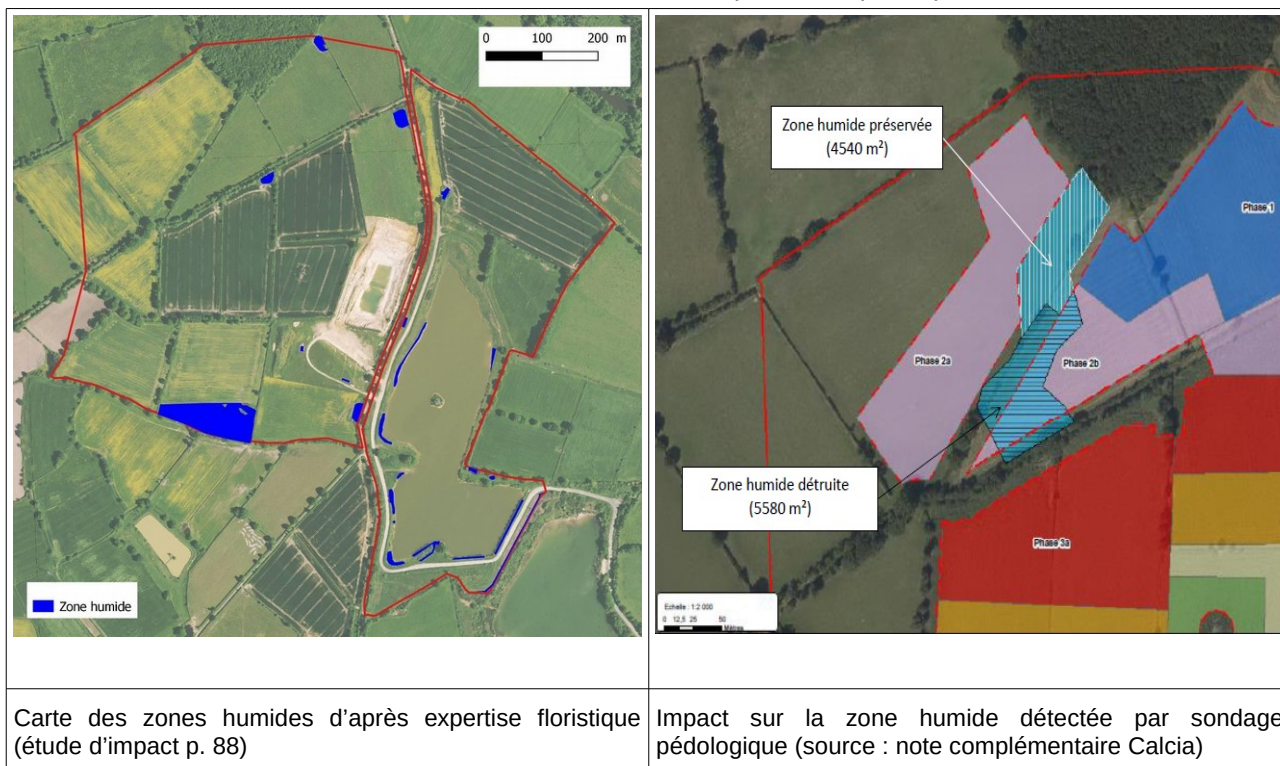 0 100 200 m
Zone humide
Zone humide préservée
(4540 m²)
Phase 1
Phase 2a
Phase 2b
Zone humide détruite
(5580 m²)
Phase 3a
Echelle : 1:2 000
0 12,5 25 50
Mètres
Carte des zones humides d’après expertise floristique
(étude d’impact p. 88)
Impact sur la zone humide détectée par sondage
pédologique (source : note complémentaire Calcia)